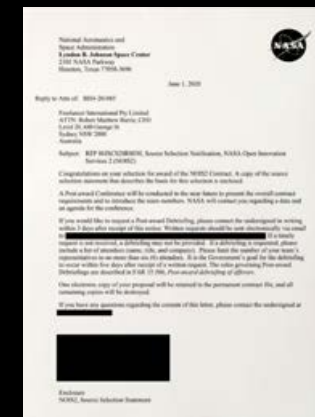 National Aeronautics and
Space Administration
Lyndon B. Johnson Space Center
2101 NASA Parkway
Houston, Texas 77058-3696
NASA
June 1, 2020
Reply to Attn of:
Freelancer International Pty Limited
ATTN: Robert Matthew Barrie, CEO
Level 20, 680 George St
Sydney NSW 2000
Australia
Subject: RFP Source Selection Notification, NASA Open Innovation
Services 2 (NOIS2)
Congratulations on your selection for award of the NOIS2 Contract. A copy of the source
selection statement that describes the basis for this selection is enclosed.
A Post-award Conference will be conducted in the near future to present the overall contract
requirements and to introduce the team members. NASA will contact you regarding a date and
an agenda for the conference.
If you would like to request a Post-award Debriefing, please contact the undersigned in writing
within 3 days after receipt of this notice. Written requests should be sent electronically via email
to If a timely
request is not received, a debriefing may not be provided. If a debriefing is requested, please
include a list of attendees (name, title, and company). Please limit the number of your team's
representatives to no more than six (6) attendees. It is the Government's goal for the debriefing
to occur within five days after receipt of a written request. The rules governing Post-award
Debriefings are described in FAR 15.506, Post-award debriefing of offerors.
One electronic copy of your proposal will be retained in the permanent contract file, and all
remaining copies will be destroyed.
If you have any questions regarding the content of this letter, please contact the undersigned at
Enclosure
NOIS2, Source Selection Statement